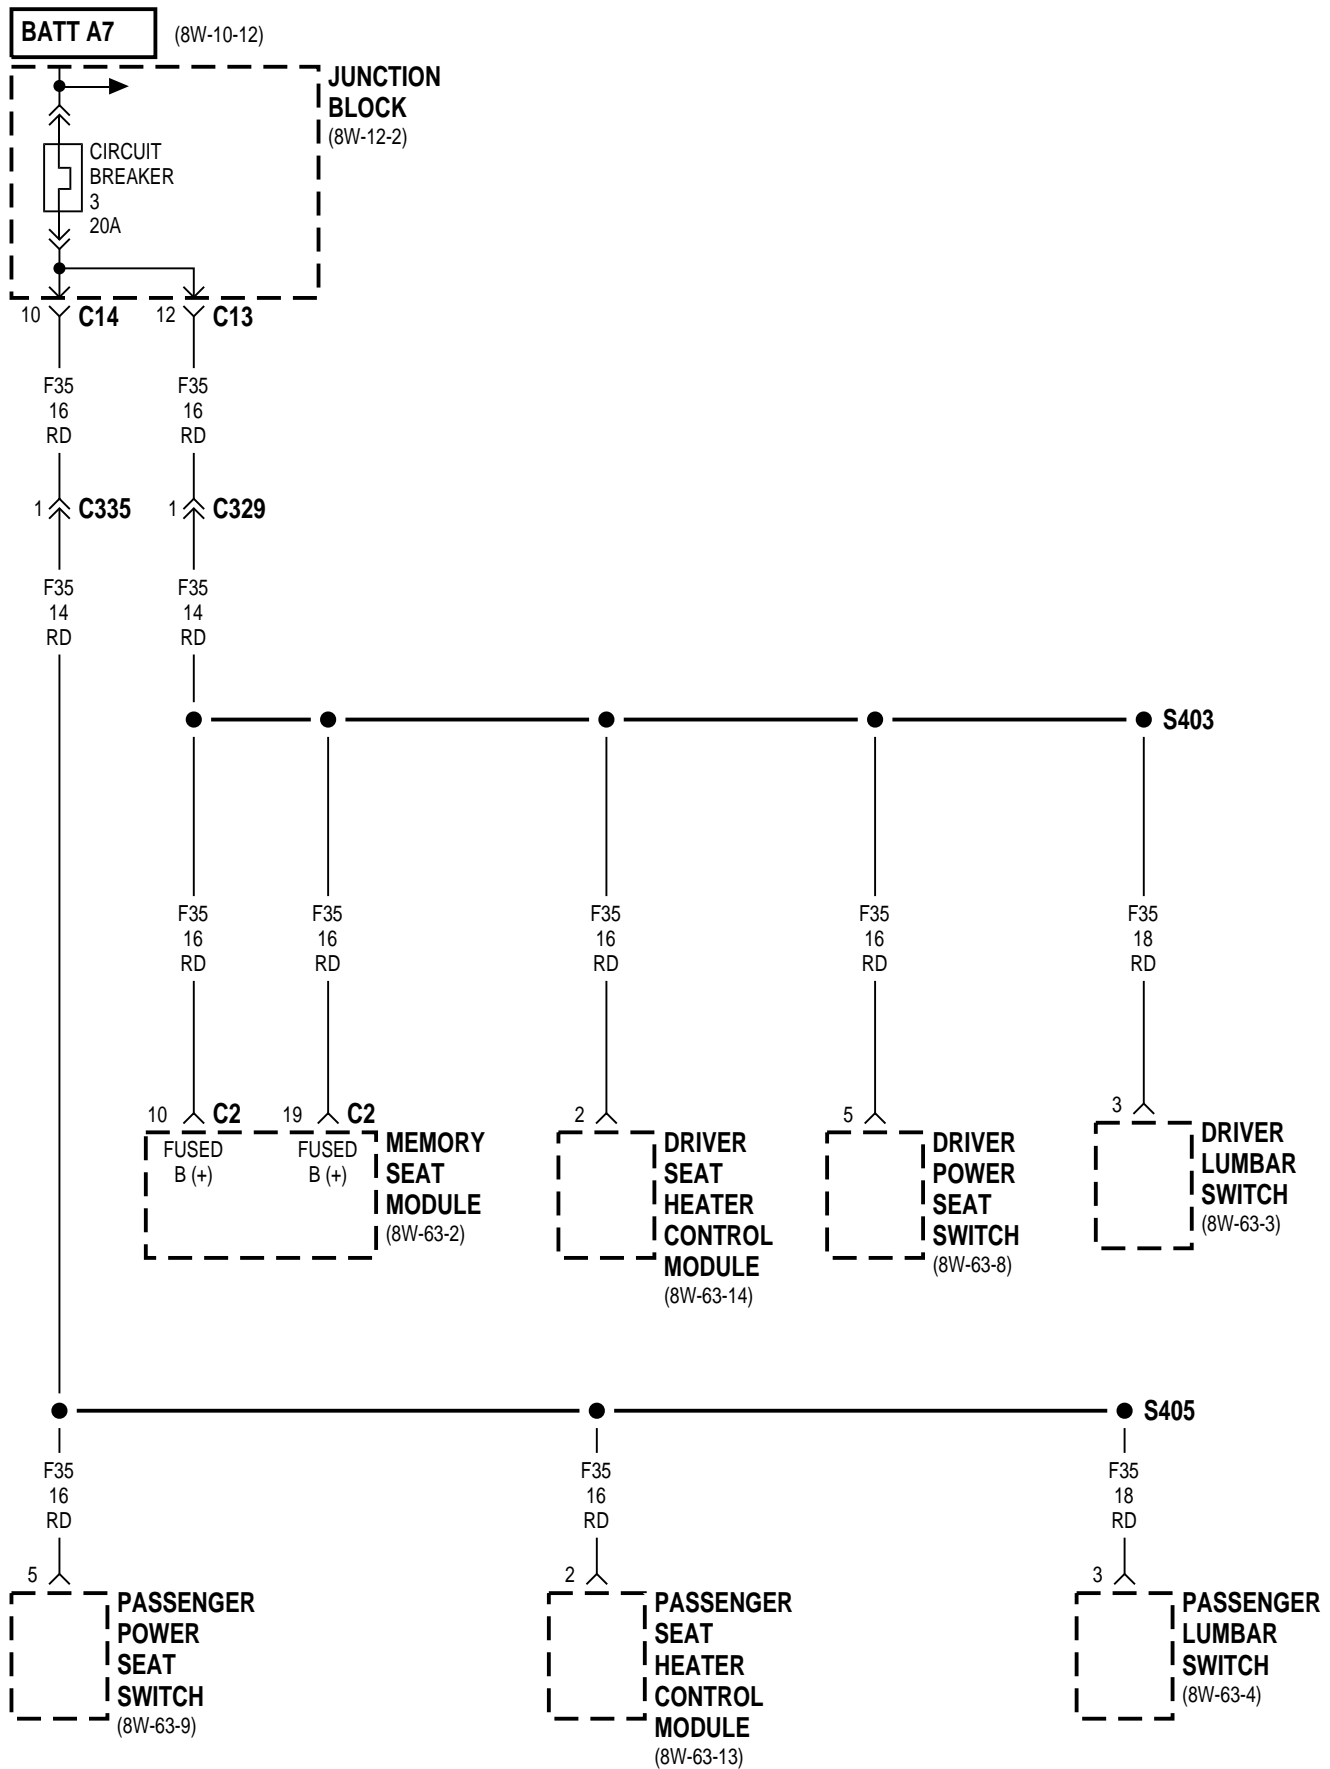 BATT A7 (8W-10-12)
JUNCTION
BLOCK
(8W-12-2)
CIRCUIT
BREAKER
3
20A
10 C14 12 C13
F35 F35
16 16
RD RD
1 C335 1 C329
F35 F35
14 14
RD RD
S403
F35 F35 F35 F35 F35
16 16 16 16 18
RD RD RD RD RD
10 C2 19 C2 2 5 3
FUSED FUSED
B (+) B (+)
MEMORY
SEAT
MODULE
(8W-63-2)
DRIVER
SEAT
HEATER
CONTROL
MODULE
(8W-63-14)
DRIVER
POWER
SEAT
SWITCH
(8W-63-8)
DRIVER
LUMBAR
SWITCH
(8W-63-3)
S405
F35 F35 F35
16 16 18
RD RD RD
5 2 3
PASSENGER
POWER
SEAT
SWITCH
(8W-63-9)
PASSENGER
SEAT
HEATER
CONTROL
MODULE
(8W-63-13)
PASSENGER
LUMBAR
SWITCH
(8W-63-4)